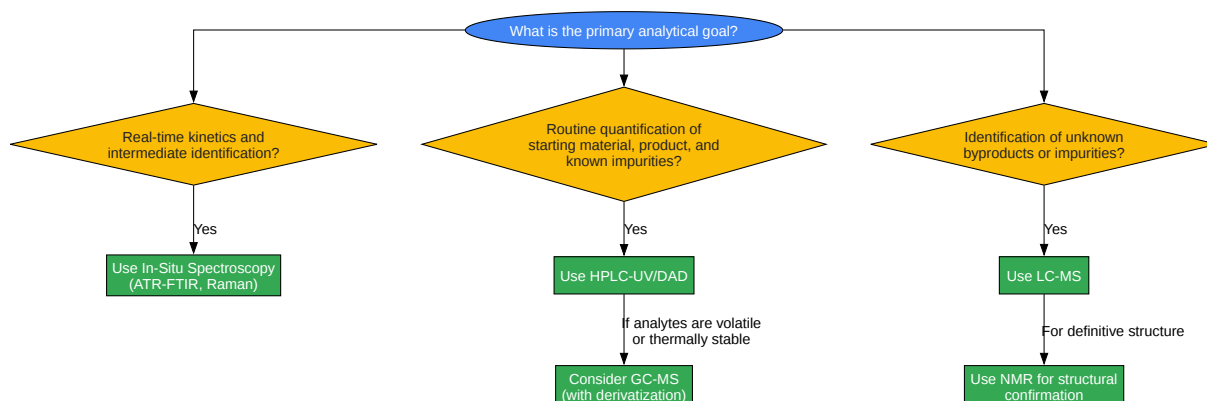 What is the primary analytical goal?
Real-time kinetics and
intermediate identification?
Routine quantification of
starting material, product, and
known impurities?
Identification of unknown
byproducts or impurities?
Yes
Yes
Yes
Use In-Situ Spectroscopy
(ATR-FTIR, Raman)
Use HPLC-UV/DAD
Use LC-MS
If analytes are volatile
or thermally stable
For definitive structure
Consider GC-MS
(with derivatization)
Use NMR for structural
confirmation